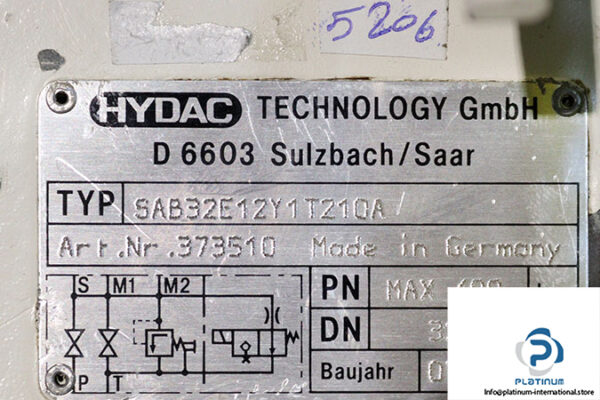 5206
HYDAC TECHNOLOGY GmbH
D 6603 Sulzbach/Saar
TYP SAB32E12Y1T210A
Art.Nr.373510 Made in Germany
S M1 M2
P T
PN MAX
DN
Baujahr
PLATINUM
Info@platinum-international.store